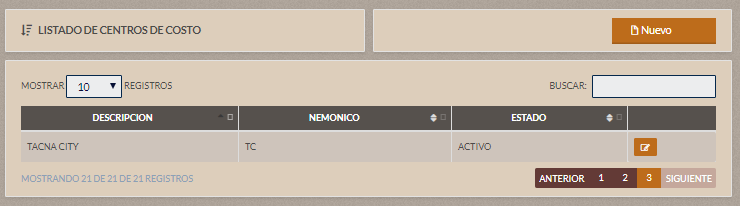 LISTADO DE CENTROS DE COSTO
Nuevo
MOSTRAR 10 REGISTROS
BUSCAR:
DESCRIPCION NEMONICO ESTADO
TACNA CITY TC ACTIVO
MOSTRANDO 21 DE 21 DE 21 REGISTROS
ANTERIOR 1 2 3 SIGUIENTE